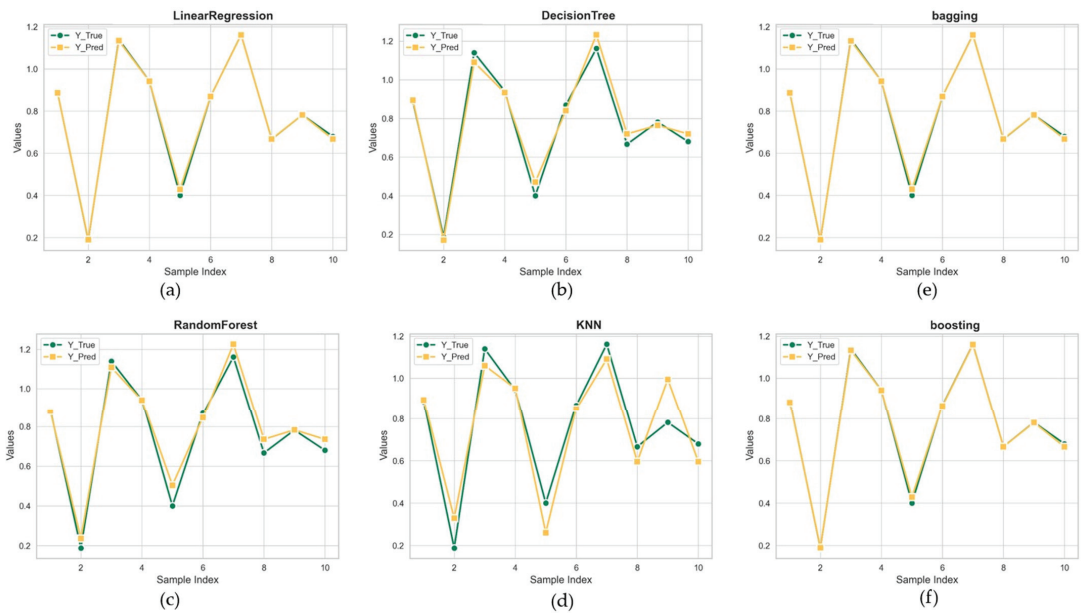 LinearRegression
Y_True
Y_Pred
Values
1.2
1.0
0.8
0.6
0.4
0.2
2
4
6
8
10
Sample Index
(a)
DecisionTree
Y_True
Y_Pred
Values
1.2
1.0
0.8
0.6
0.4
0.2
2
4
6
8
10
Sample Index
(b)
bagging
Y_True
Y_Pred
Values
1.2
1.0
0.8
0.6
0.4
0.2
2
4
6
8
10
Sample Index
(e)
RandomForest
Y_True
Y_Pred
Values
1.2
1.0
0.8
0.6
0.4
0.2
2
4
6
8
10
Sample Index
(c)
KNN
Y_True
Y_Pred
Values
1.2
1.0
0.8
0.6
0.4
0.2
2
4
6
8
10
Sample Index
(d)
boosting
Y_True
Y_Pred
Values
1.2
1.0
0.8
0.6
0.4
0.2
2
4
6
8
10
Sample Index
(f)